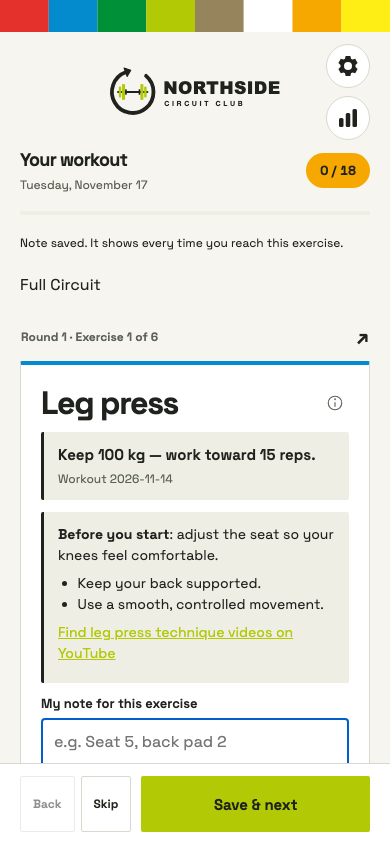 NORTHSIDE
CIRCUIT CLUB
Your workout
Tuesday, November 17
0 / 18
Note saved. It shows every time you reach this exercise.
Full Circuit
Round 1 · Exercise 1 of 6
Leg press
Keep 100 kg — work toward 15 reps.
Workout 2026-11-14
Before you start: adjust the seat so your
knees feel comfortable.
• Keep your back supported.
• Use a smooth, controlled movement.
Find leg press technique videos on
YouTube
My note for this exercise
e.g. Seat 5, back pad 2
Back
Skip
Save & next